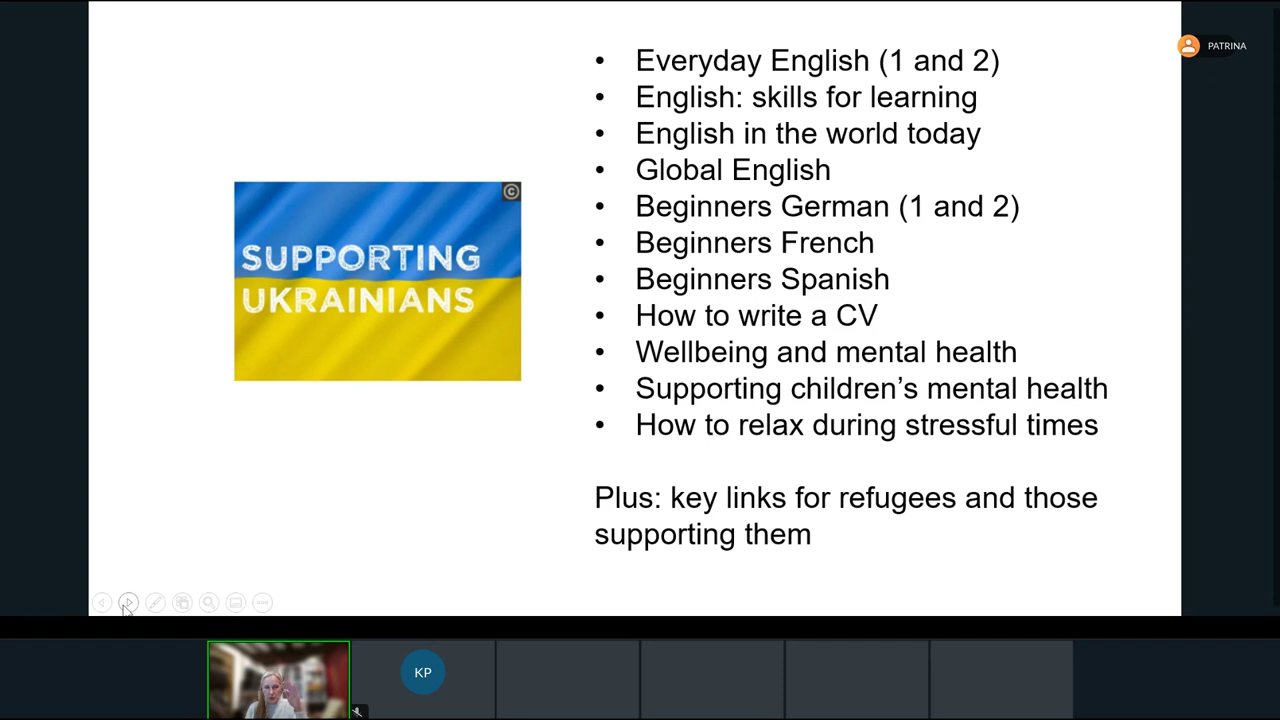 • Everyday English (1 and 2)
• English: skills for learning
• English in the world today
• Global English
• Beginners German (1 and 2)
• Beginners French
• Beginners Spanish
• How to write a CV
• Wellbeing and mental health
• Supporting children’s mental health
• How to relax during stressful times
Plus: key links for refugees and those
supporting them
©
SUPPORTING
UKRAINIANS
PATRINA
KP